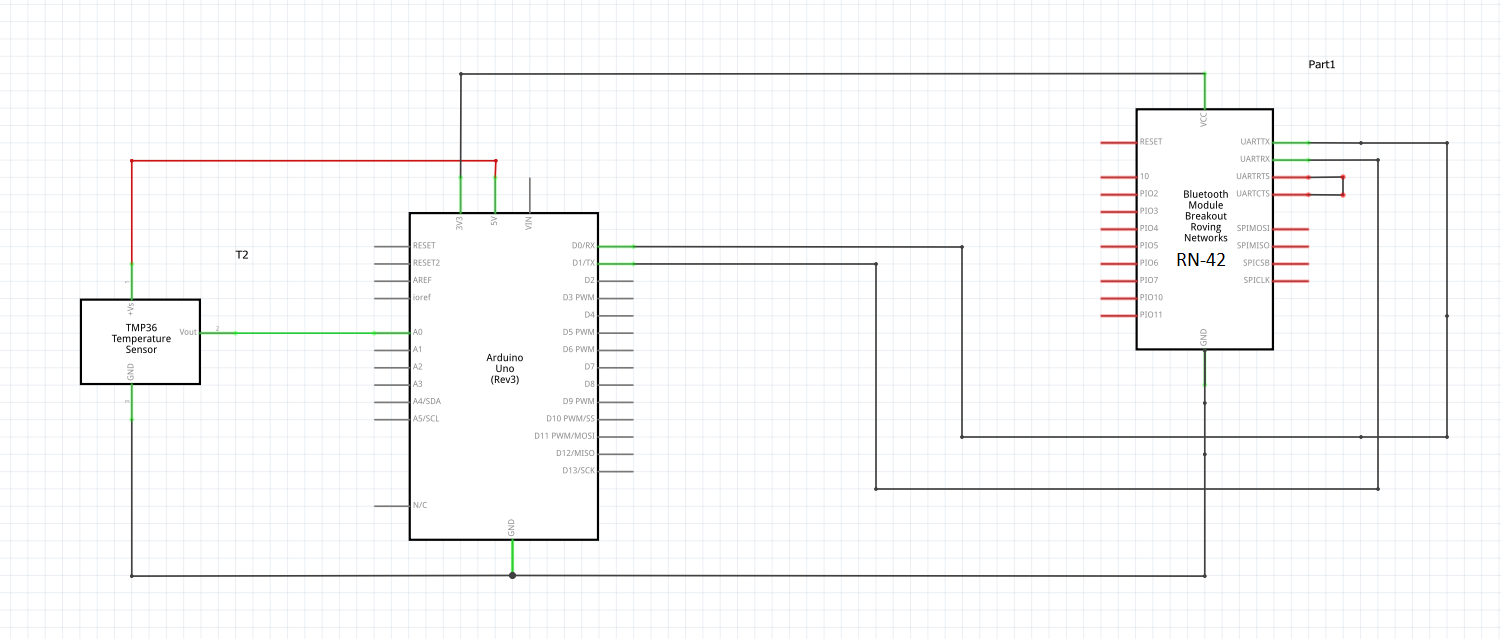 Part1
VCC
RESET
UARTTX
UARTRX
10
UARTRTS
PIO2
UARTCTS
Bluetooth
Module
Breakout
Roving
Networks
PIO3
PIO4
SPIMOSI
PIO5
SPIMISO
PIO6
SPICSB
RN-42
PIO7
SPICLK
PIO10
PIO11
GND
3V3
5V
VIN
RESET
D0/RX
RESET2
D1/TX
AREF
D2
ioref
D3 PWM
D4
A0
D5 PWM
A1
D6 PWM
A2
D7
A3
D8
A4/SDA
D9 PWM
A5/SCL
D10 PWM/SS
D11 PWM/MOSI
D12/MISO
D13/SCK
N/C
Arduino
Uno
(Rev3)
GND
T2
1
+Vs
TMP36
Temperature
Sensor
Vout
2
GND
3